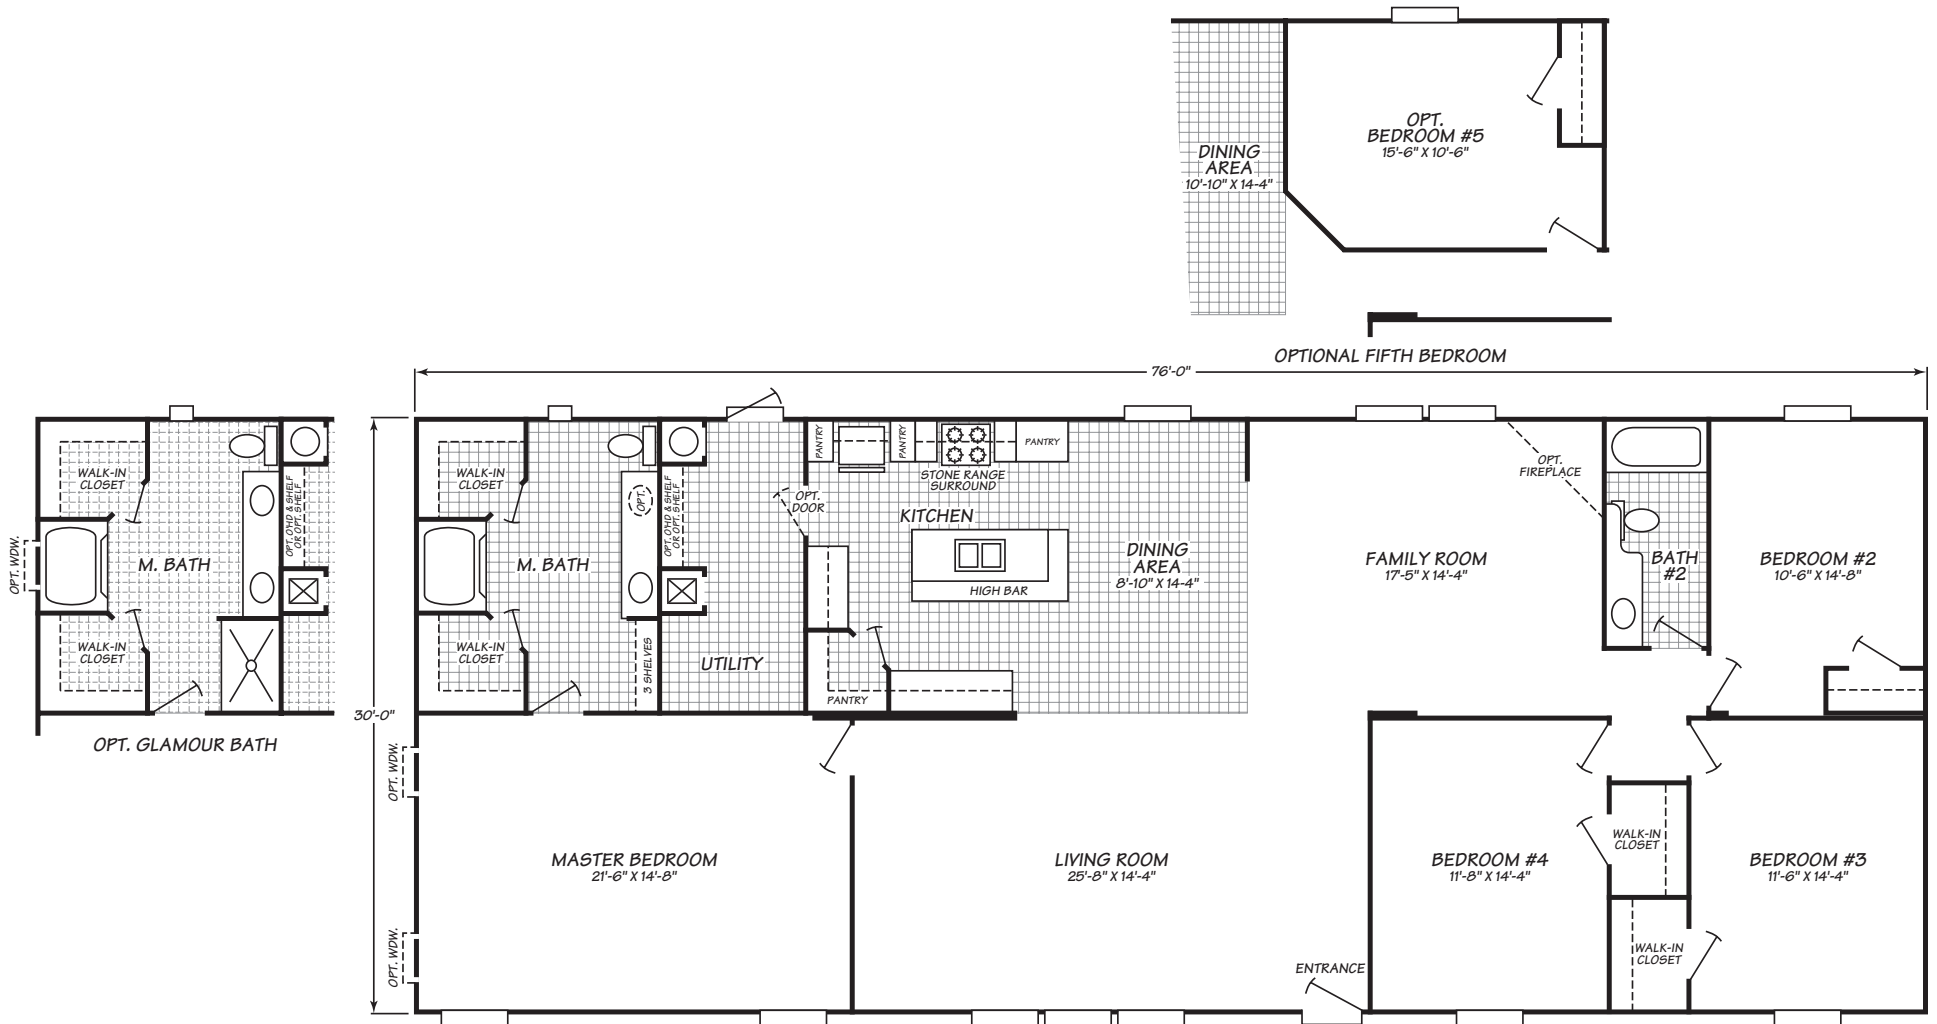 OPT.
BEDROOM #5
15'-6" X 10'-6"
DINING
AREA
10'-10" X 14-4"
OPTIONAL FIFTH BEDROOM
76'-0"
WALK-IN
CLOSET
OPT. O'HD & SHELF
OR OPT. SHELF
OPT. WDW.
M. BATH
WALK-IN
CLOSET
OPT. GLAMOUR BATH
30'-0"
WALK-IN
CLOSET
OPT.
OPT. O'HD & SHELF
OR OPT. SHELF
M. BATH
WALK-IN
CLOSET
3 SHELVES
UTILITY
PANTRY
PANTRY
PANTRY
STONE RANGE
SURROUND
OPT.
DOOR
KITCHEN
HIGH BAR
PANTRY
DINING
AREA
8'-10" X 14-4"
OPT.
FIREPLACE
FAMILY ROOM
17'-5" X 14'-4"
BATH
#2
BEDROOM #2
10'-6" X 14'-8"
OPT. WDW.
OPT. WDW.
MASTER BEDROOM
21'-6" X 14'-8"
LIVING ROOM
25'-8" X 14'-4"
ENTRANCE
BEDROOM #4
11'-8" X 14'-4"
WALK-IN
CLOSET
WALK-IN
CLOSET
BEDROOM #3
11'-6" X 14'-4"